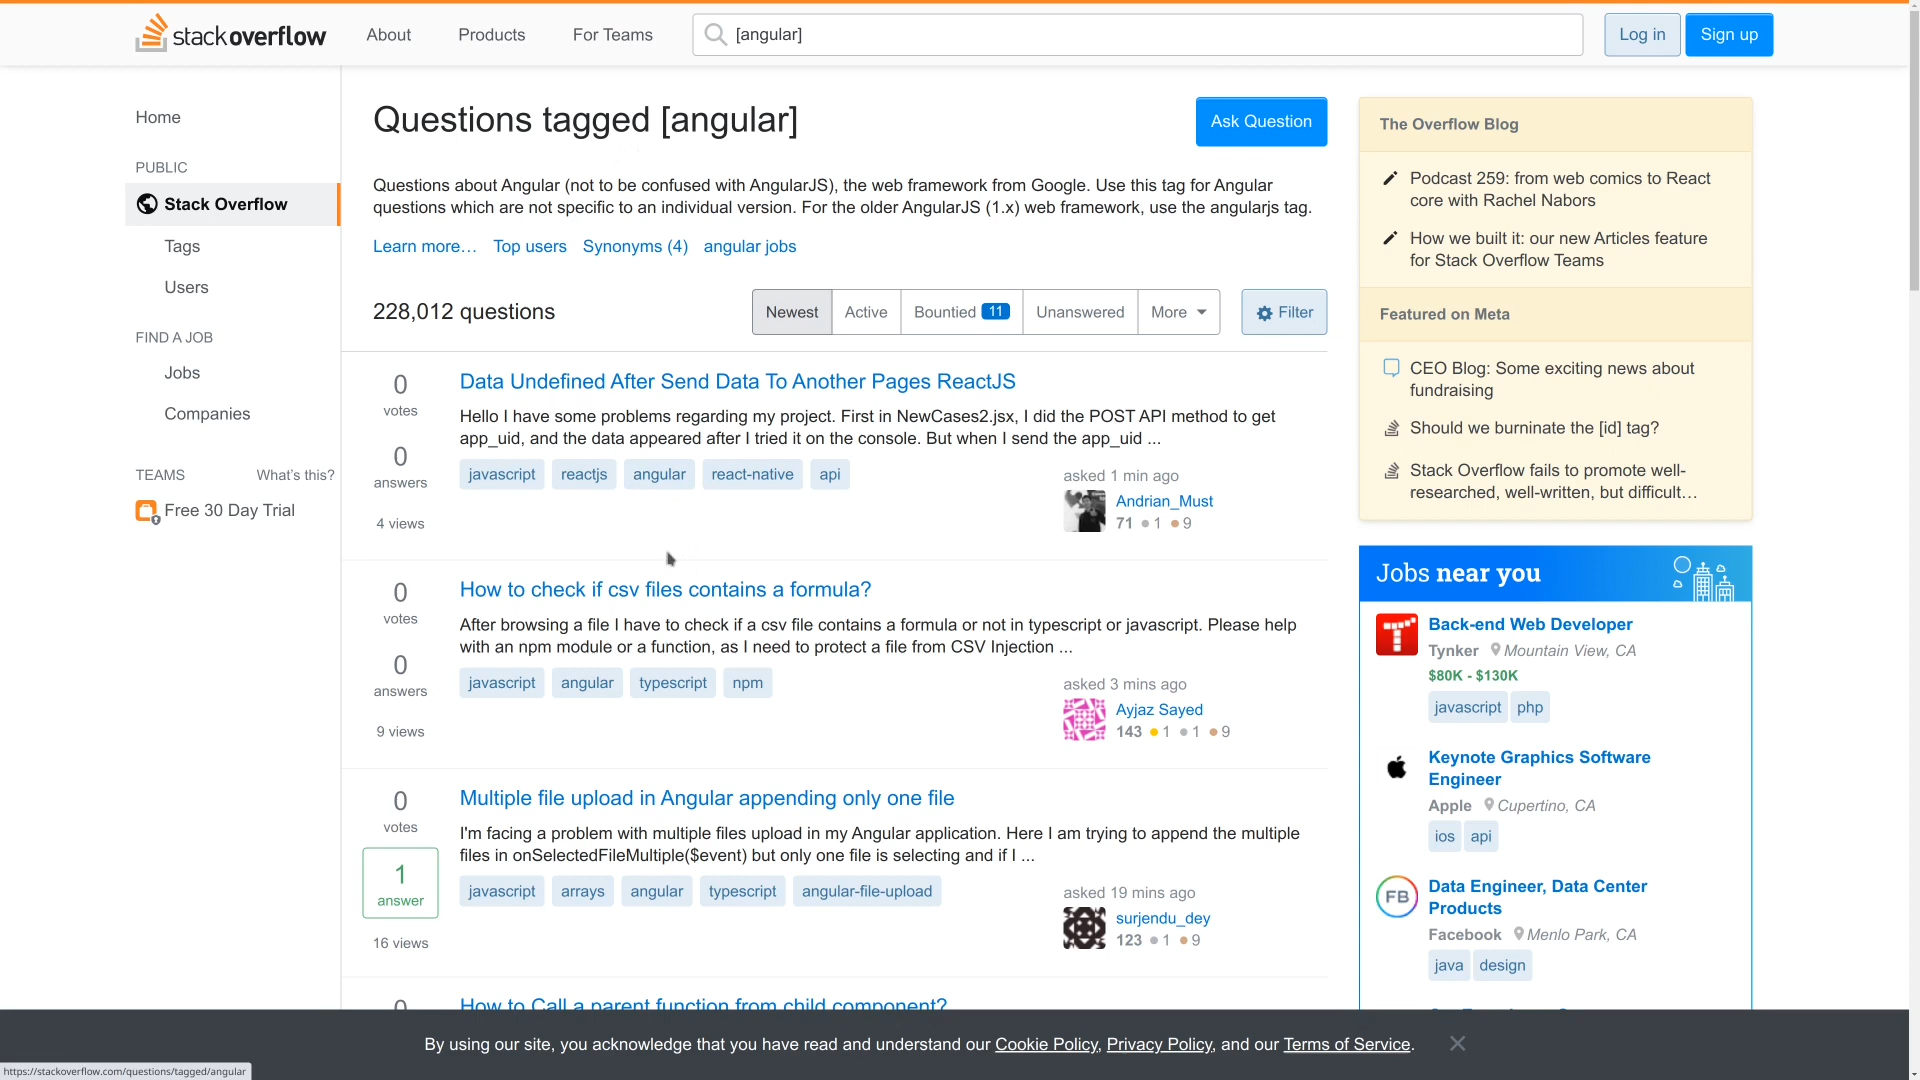 stackoverflow
About
Products
For Teams
[angular]
Log in
Sign up
Home
PUBLIC
Stack Overflow
Tags
Users
FIND A JOB
Jobs
Companies
TEAMS
What's this?
Free 30 Day Trial
Questions tagged [angular]
Ask Question
Questions about Angular (not to be confused with AngularJS), the web framework from Google. Use this tag for Angular
questions which are not specific to an individual version. For the older AngularJS (1.x) web framework, use the angularjs tag.
Learn more… Top users Synonyms (4) angular jobs
228,012 questions
Newest Active Bountied 11 Unanswered More Filter
0
votes
0
answers
4 views
Data Undefined After Send Data To Another Pages ReactJS
Hello I have some problems regarding my project. First in NewCases2.jsx, I did the POST API method to get
app_uid, and the data appeared after I tried it on the console. But when I send the app_uid ...
javascript reactjs angular react-native api
asked 1 min ago
Andrian_Must
71 1 9
0
votes
0
answers
9 views
How to check if csv files contains a formula?
After browsing a file I have to check if a csv file contains a formula or not in typescript or javascript. Please help
with an npm module or a function, as I need to protect a file from CSV Injection ...
javascript angular typescript npm
asked 3 mins ago
Ayjaz Sayed
143 1 1 9
0
votes
1
answer
16 views
Multiple file upload in Angular appending only one file
I'm facing a problem with multiple files upload in my Angular application. Here I am trying to append the multiple
files in onSelectedFileMultiple($event) but only one file is selecting and if I ...
javascript arrays angular typescript angular-file-upload
asked 19 mins ago
surjendu_dey
123 1 9
0
How to Call a parent function from child component?
The Overflow Blog
Podcast 259: from web comics to React
core with Rachel Nabors
How we built it: our new Articles feature
for Stack Overflow Teams
Featured on Meta
CEO Blog: Some exciting news about
fundraising
Should we burninate the [id] tag?
Stack Overflow fails to promote well-
researched, well-written, but difficult…
Jobs near you
Back-end Web Developer
Tynker Mountain View, CA
$80K - $130K
javascript php
Keynote Graphics Software
Engineer
Apple Cupertino, CA
ios api
FB
Data Engineer, Data Center
Products
Facebook Menlo Park, CA
java design
By using our site, you acknowledge that you have read and understand our Cookie Policy, Privacy Policy, and our Terms of Service.
https://stackoverflow.com/questions/tagged/angular